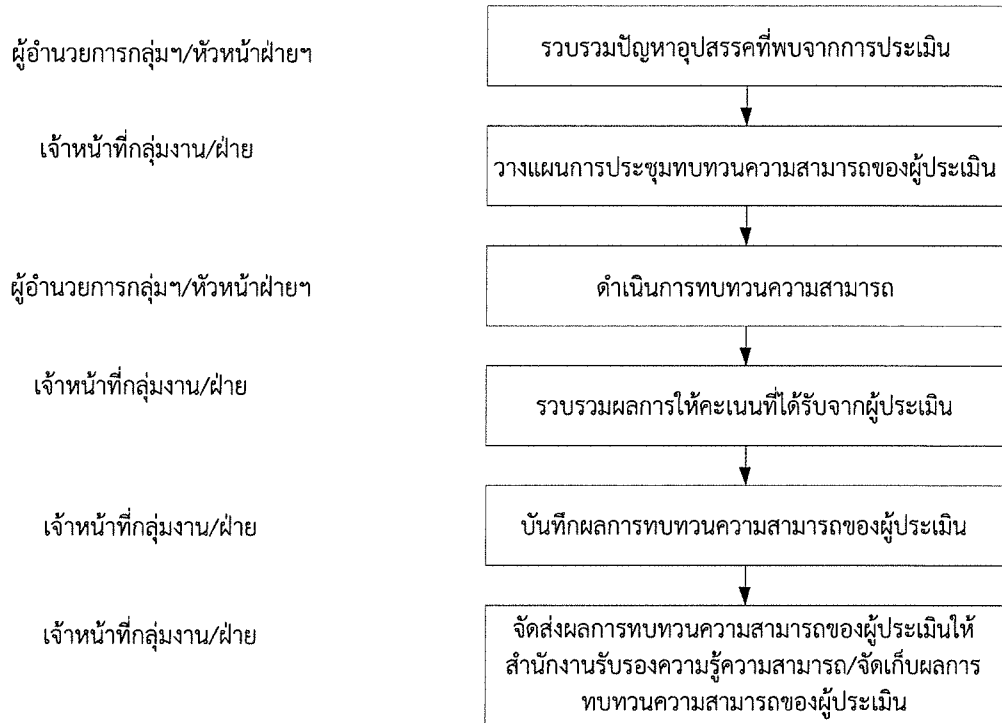 ผู้อำนวยการกลุ่มฯ/หัวหน้าฝ่ายฯ
รวบรวมปัญหาอุปสรรคที่พบจากการประเมิน
เจ้าหน้าที่กลุ่มงาน/ฝ่าย
วางแผนการประชุมทบทวนความสามารถของผู้ประเมิน
ผู้อำนวยการกลุ่มฯ/หัวหน้าฝ่ายฯ
ดำเนินการทบทวนความสามารถ
เจ้าหน้าที่กลุ่มงาน/ฝ่าย
รวบรวมผลการให้คะเนนที่ได้รับจากผู้ประเมิน
เจ้าหน้าที่กลุ่มงาน/ฝ่าย
บันทึกผลการทบทวนความสามารถของผู้ประเมิน
เจ้าหน้าที่กลุ่มงาน/ฝ่าย
จัดส่งผลการทบทวนความสามารถของผู้ประเมินให้
สำนักงานรับรองความรู้ความสามารถ/จัดเก็บผลการ
ทบทวนความสามารถของผู้ประเมิน